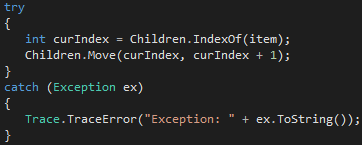 try
{
int curIndex = Children.IndexOf(item);
Children.Move(curIndex, curIndex + 1);
}
catch (Exception ex)
{
Trace.TraceError("Exception: " + ex.ToString());
}